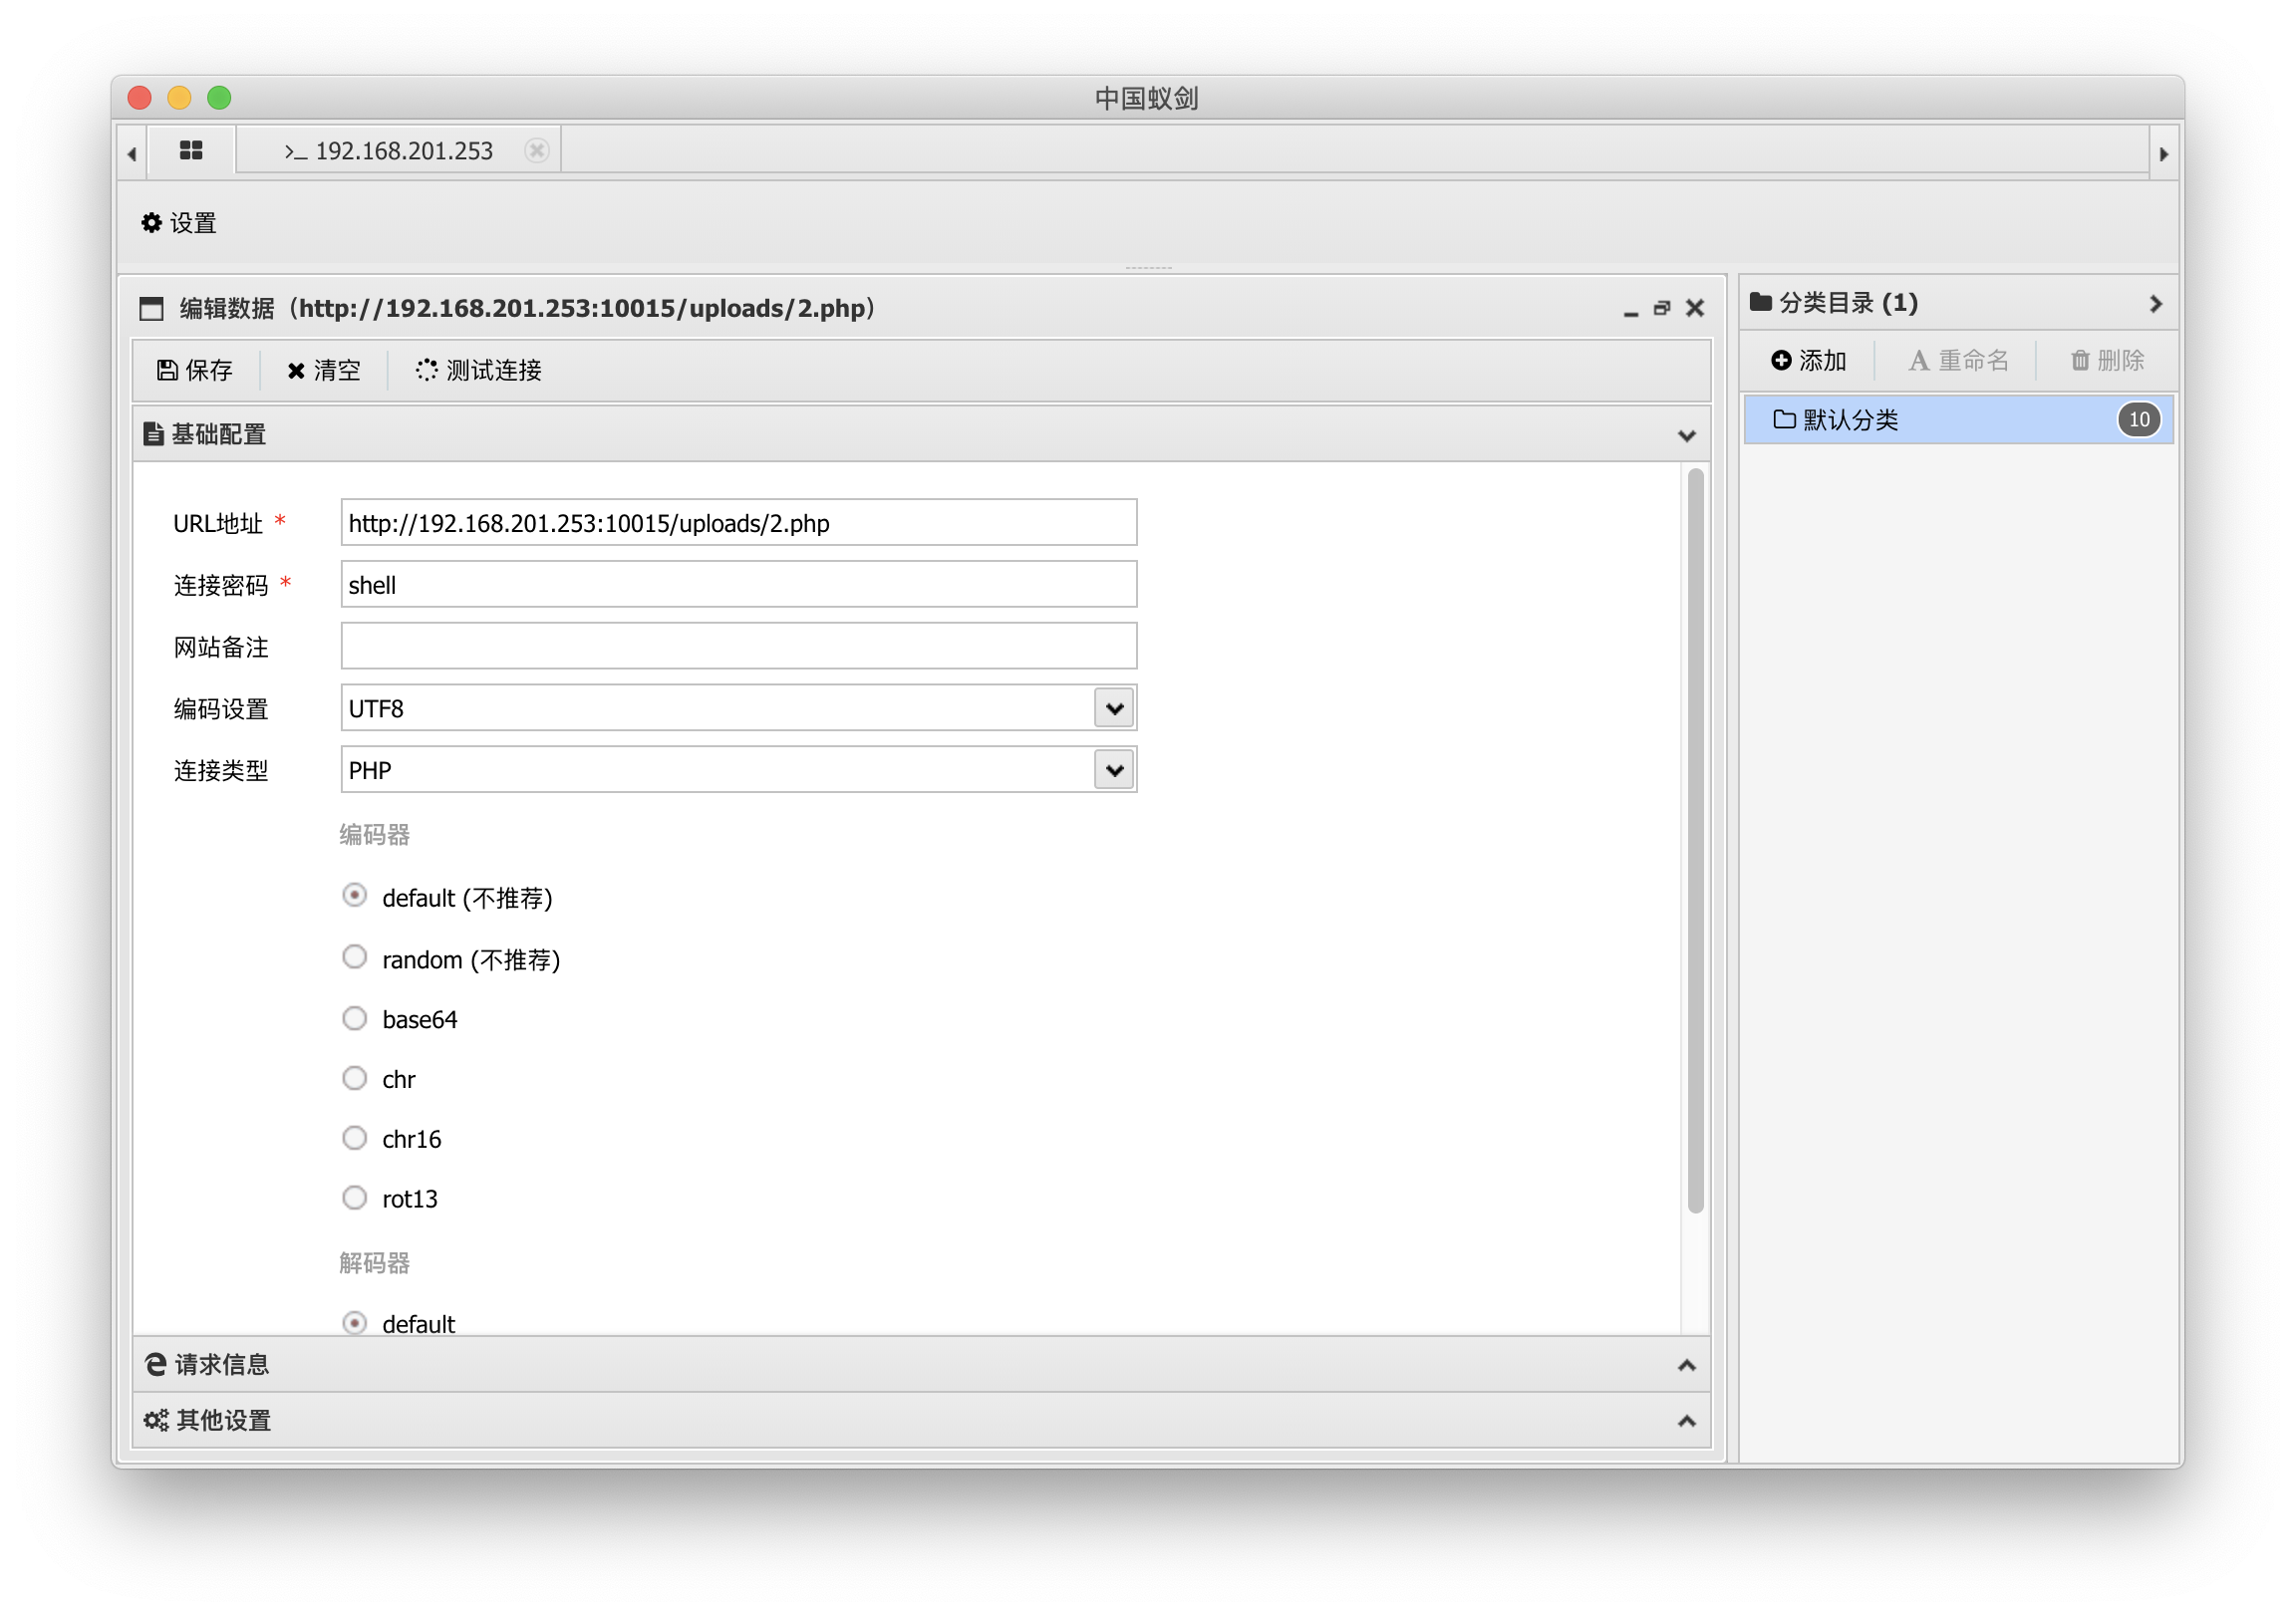 中国蚁剑
>_ 192.168.201.253
设置
编辑数据（http://192.168.201.253:10015/uploads/2.php）
保存 清空 测试连接
基础配置
URL地址 * http://192.168.201.253:10015/uploads/2.php
连接密码 * shell
网站备注
编码设置 UTF8
连接类型 PHP
编码器
default (不推荐)
random (不推荐)
base64
chr
chr16
rot13
解码器
default
请求信息
其他设置
分类目录 (1)
添加 A 重命名 删除
默认分类 10